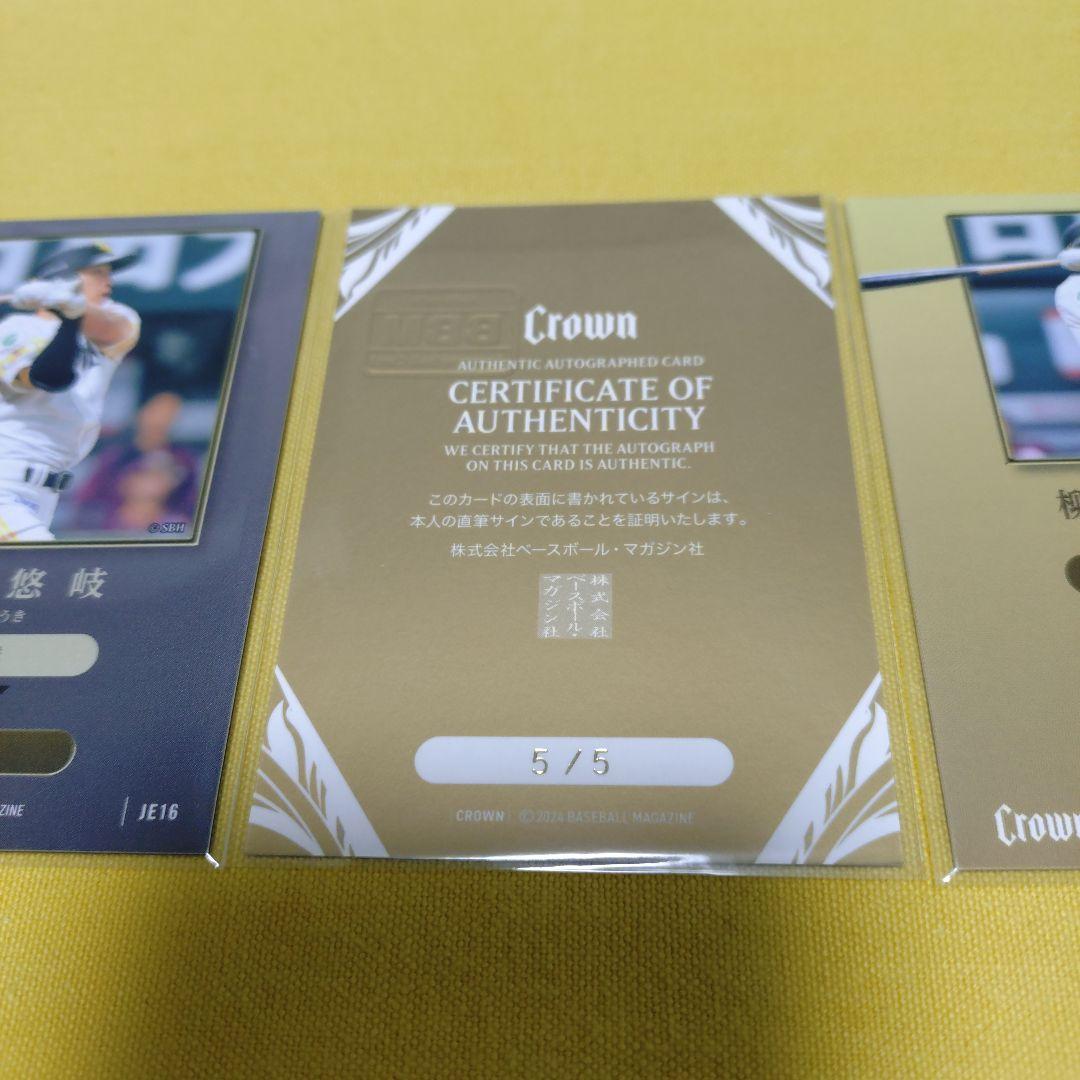 ©SBH
悠岐
うき
ZINE
JE16
BBM
Crown
AUTHENTIC AUTOGRAPHED CARD
CERTIFICATE OF
AUTHENTICITY
WE CERTIFY THAT THE AUTOGRAPH
ON THIS CARD IS AUTHENTIC.
このカードの表面に書かれているサインは、
本人の直筆サインであることを証明いたします。
株式会社ベースボール・マガジン社
株式会社
ベースボール・
マガジン社
5/5
CROWN | ©2024 BASEBALL MAGAZINE
柳
Crown